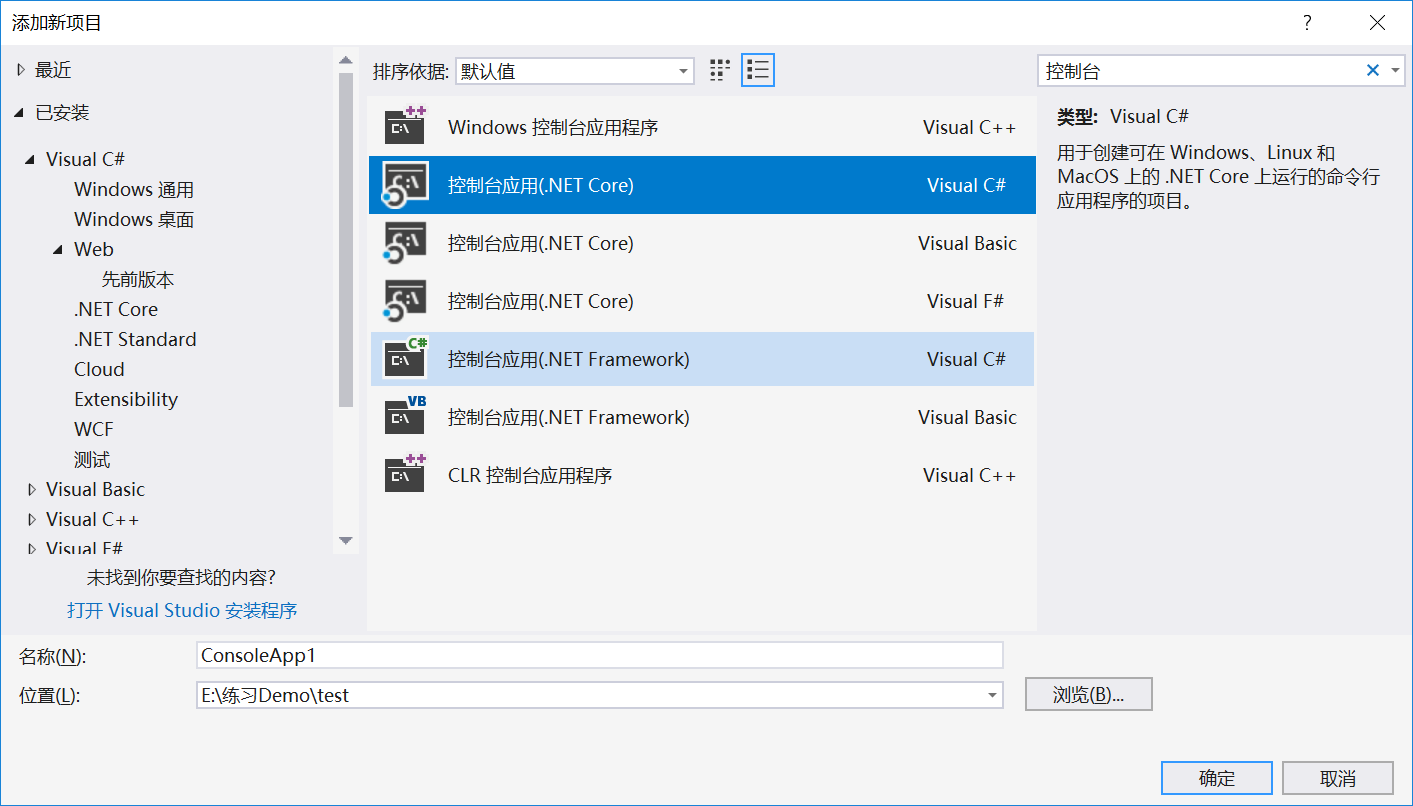 添加新项目
?
最近
已安装
Visual C#
Windows 通用
Windows 桌面
Web
先前版本
.NET Core
.NET Standard
Cloud
Extensibility
WCF
测试
Visual Basic
Visual C++
Visual F#
未找到你要查找的内容?
打开 Visual Studio 安装程序
排序依据: 默认值
Windows 控制台应用程序 Visual C++
控制台应用(.NET Core) Visual C#
控制台应用(.NET Core) Visual Basic
控制台应用(.NET Core) Visual F#
C# 控制台应用(.NET Framework) Visual C#
VB 控制台应用(.NET Framework) Visual Basic
CLR 控制台应用程序 Visual C++
控制台
类型: Visual C#
用于创建可在 Windows、Linux 和
MacOS 上的 .NET Core 上运行的命令行
应用程序的项目。
名称(N): ConsoleApp1
位置(L): E:\练习Demo\test
浏览(B)...
确定 取消